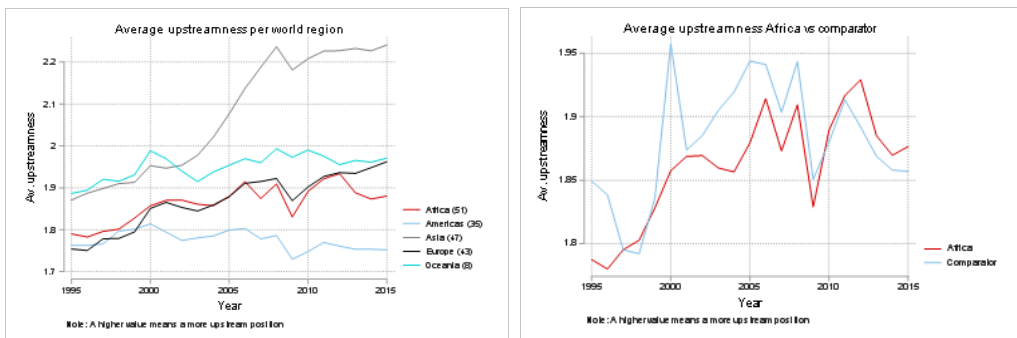 Average upstreamness per world region
Av. upstreamness
2.2
2.1
2
1.9
1.8
1.7
1995
2000
2005
2010
2015
Year
Africa (51)
Americas (35)
Asia (47)
Europe (43)
Oceania (8)
Note: A higher value means a more upstream position
Average upstreamness Africa vs comparator
Av. upstreamness
1.95
1.9
1.85
1.8
1995
2000
2005
2010
2015
Year
Africa
Comparator
Note: A higher value means a more upstream position